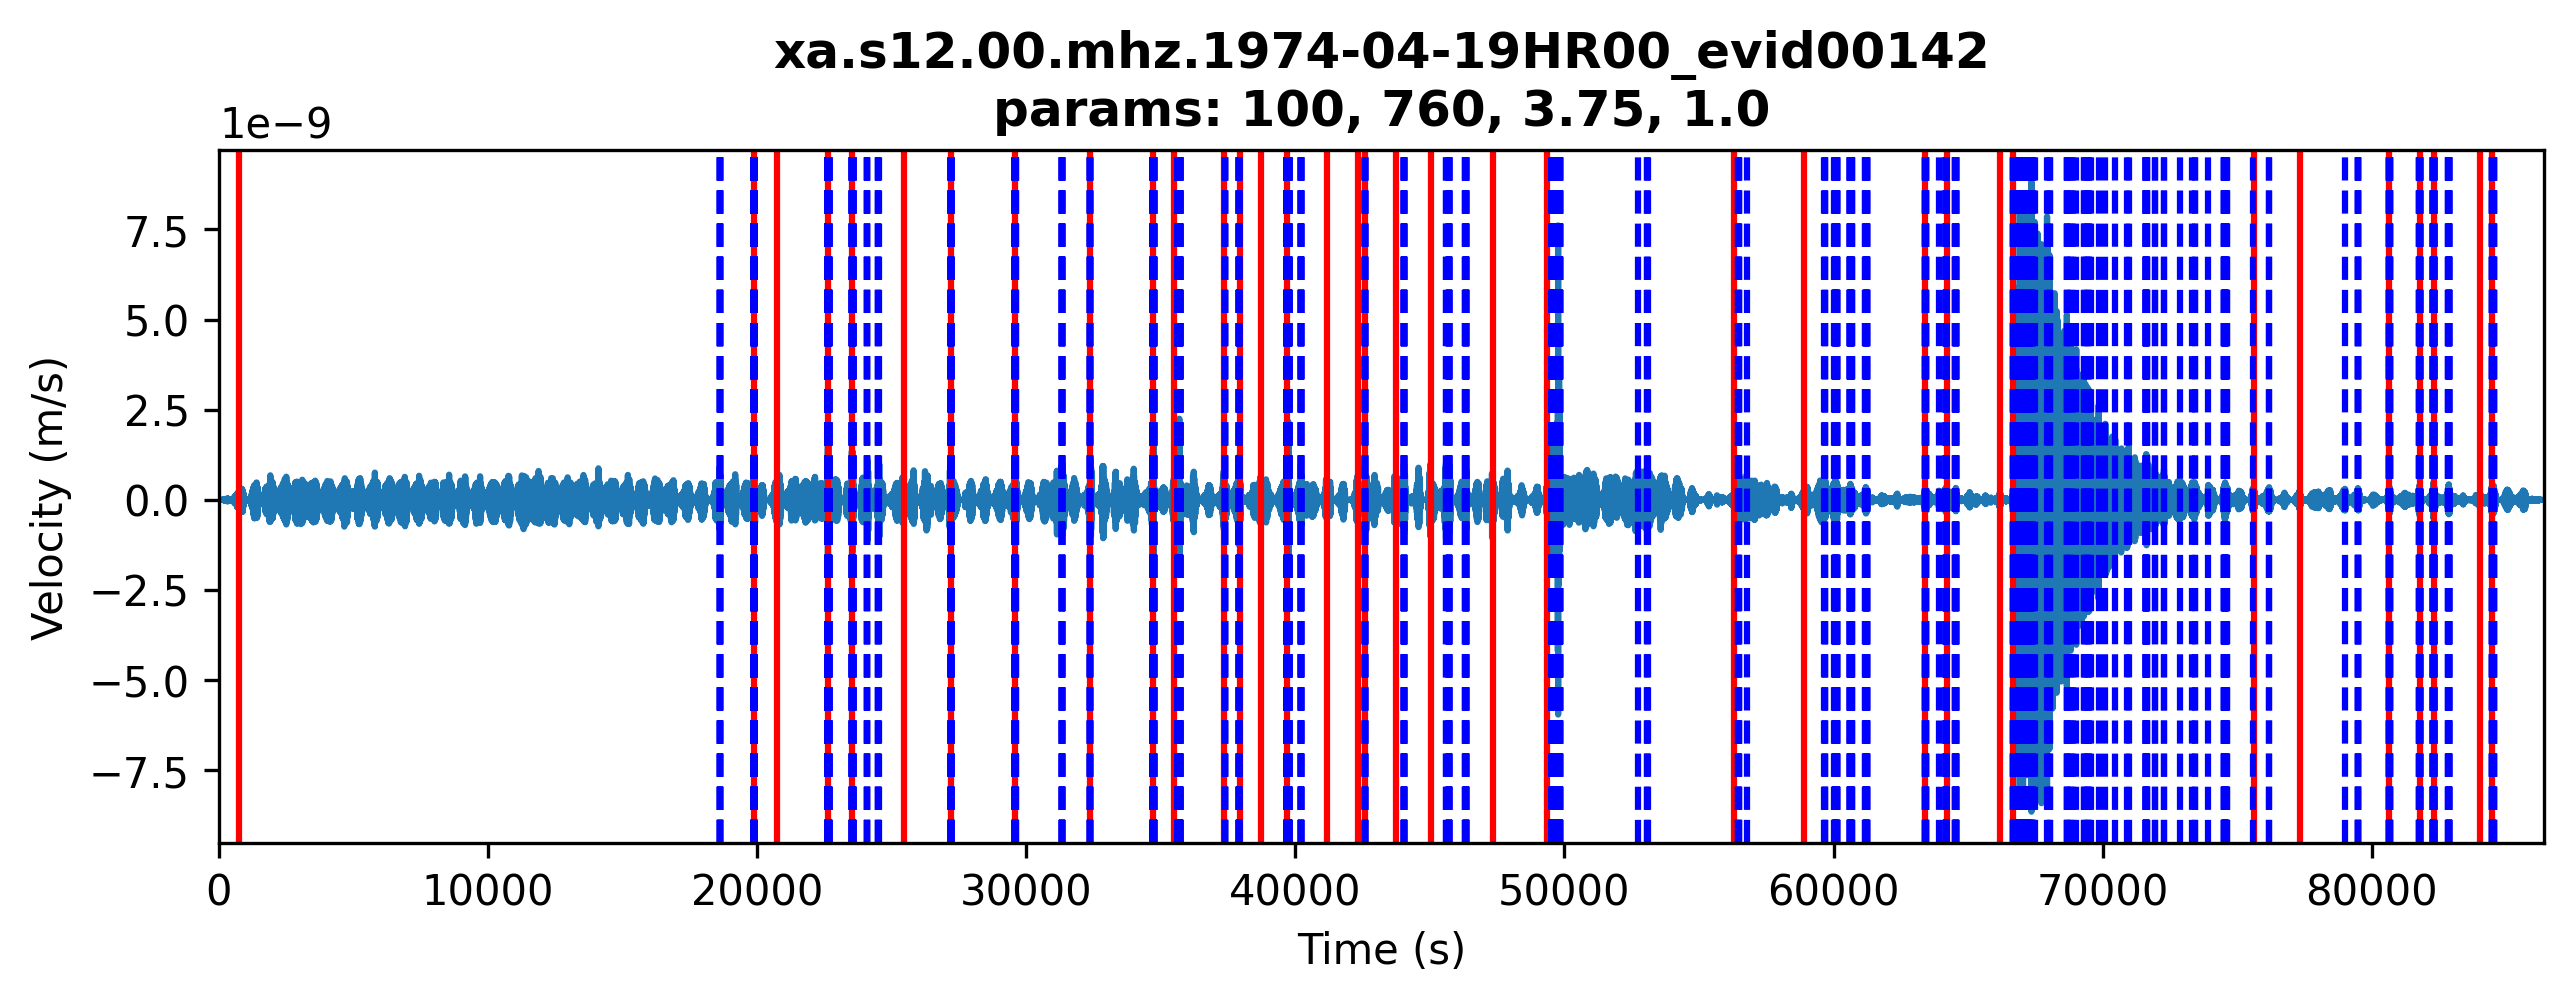 xa.s12.00.mhz.1974-04-19HR00_evid00142
params: 100, 760, 3.75, 1.0
1e−9
7.5
5.0
2.5
0.0
−2.5
−5.0
−7.5
Velocity (m/s)
0 10000 20000 30000 40000 50000 60000 70000 80000
Time (s)